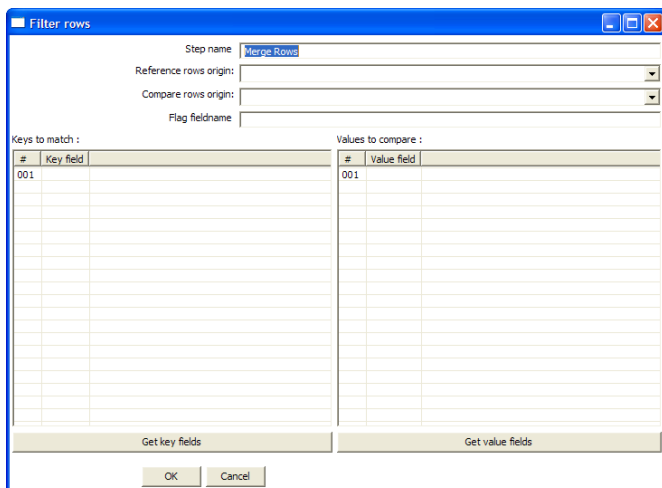 Filter rows
Step name Merge Rows
Reference rows origin:
Compare rows origin:
Flag fieldname
Keys to match : Values to compare :
# Key field # Value field
001 001
Get key fields Get value fields
OK Cancel